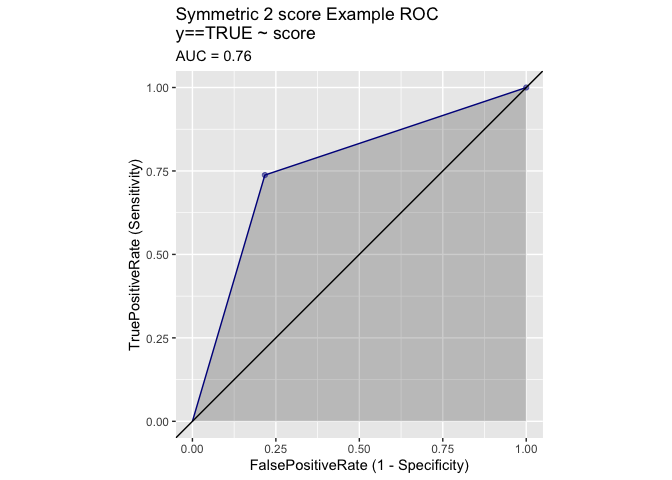 Symmetric 2 score Example ROC
y==TRUE ~ score
AUC = 0.76
1.00
0.75
0.50
0.25
0.00
TruePositiveRate (Sensitivity)
0.00 0.25 0.50 0.75 1.00
FalsePositiveRate (1 - Specificity)